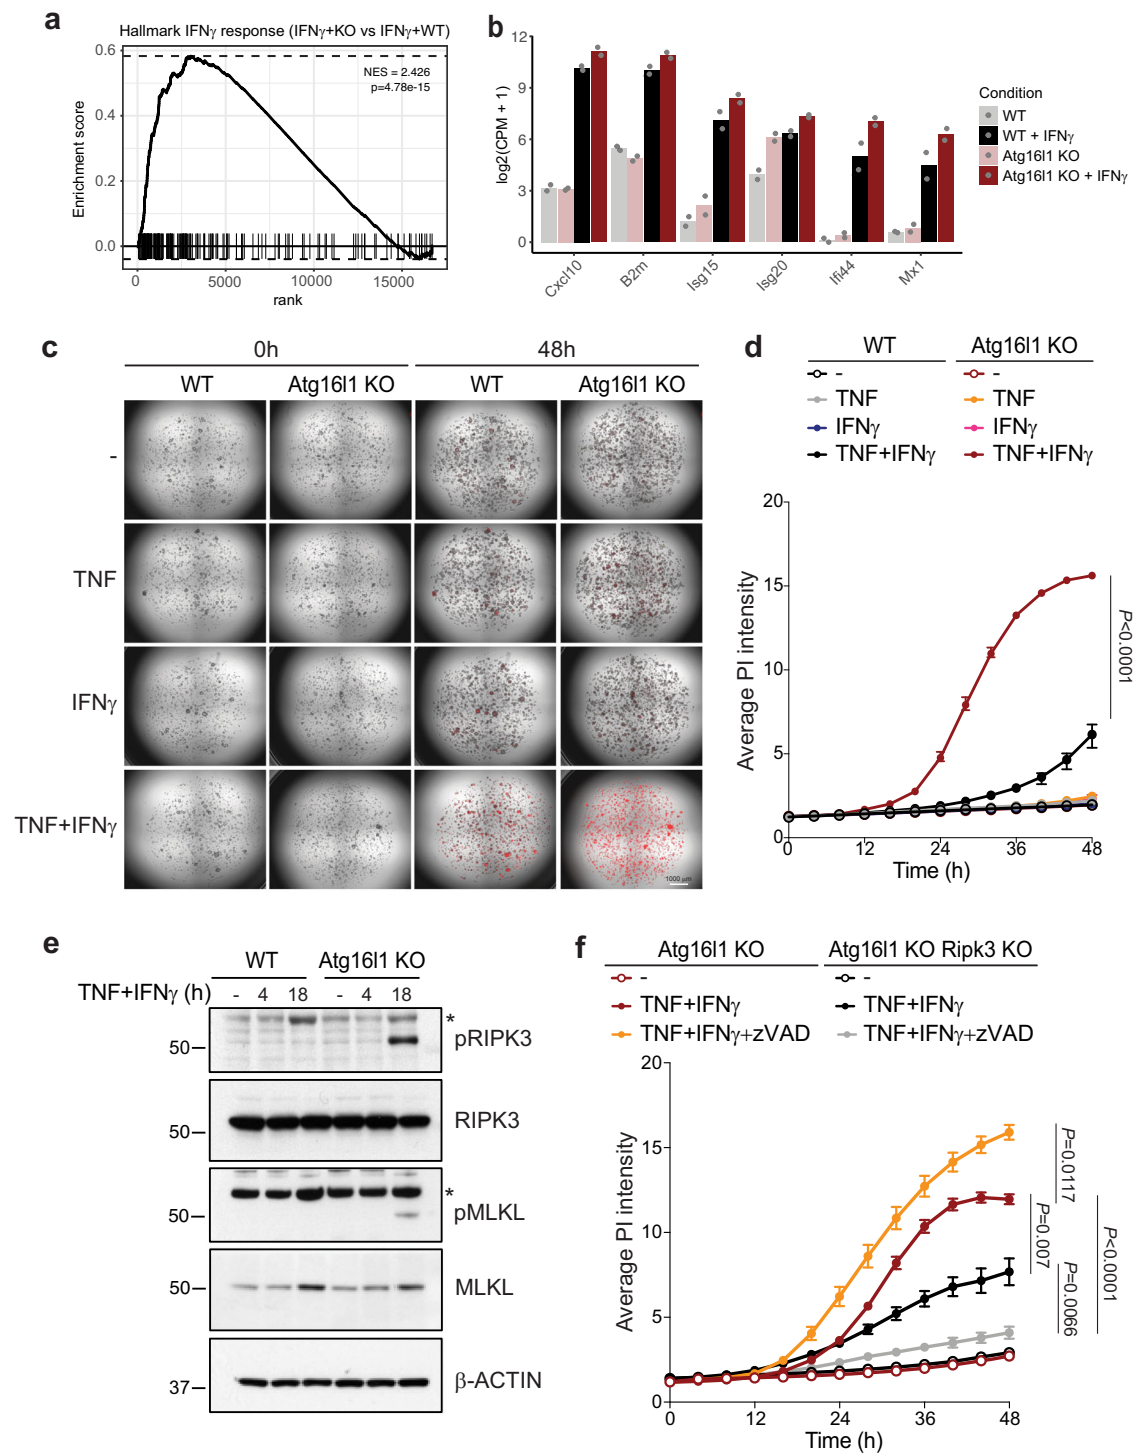 a
Hallmark IFNγ response (IFNγ+KO vs IFNγ+WT)
NES = 2.426
p=4.78e-15
Enrichment score
0.6
0.4
0.2
0.0
0 5000 10000 15000
rank
b
log2(CPM + 1)
12
9
6
3
0
Cxcl10 B2m Isg15 Isg20 Ifi44 Mx1
Condition
WT
WT + IFNγ
Atg16l1 KO
Atg16l1 KO + IFNγ
c
0h 48h
WT Atg16l1 KO WT Atg16l1 KO
-
TNF
IFNγ
TNF+IFNγ
1000 µm
d
WT Atg16l1 KO
- -
TNF TNF
IFNγ IFNγ
TNF+IFNγ TNF+IFNγ
Average PI intensity
20
15
10
5
0
0 12 24 36 48
Time (h)
P<0.0001
e
WT Atg16l1 KO
TNF+IFNγ (h) - 4 18 - 4 18
*
50 pRIPK3
50 RIPK3
*
50 pMLKL
50 MLKL
37 β-ACTIN
f
Atg16l1 KO Atg16l1 KO Ripk3 KO
- -
TNF+IFNγ TNF+IFNγ
TNF+IFNγ+zVAD TNF+IFNγ+zVAD
Average PI intensity
20
15
10
5
0
0 12 24 36 48
Time (h)
P=0.0117
P=0.007
P<0.0001
P=0.0066